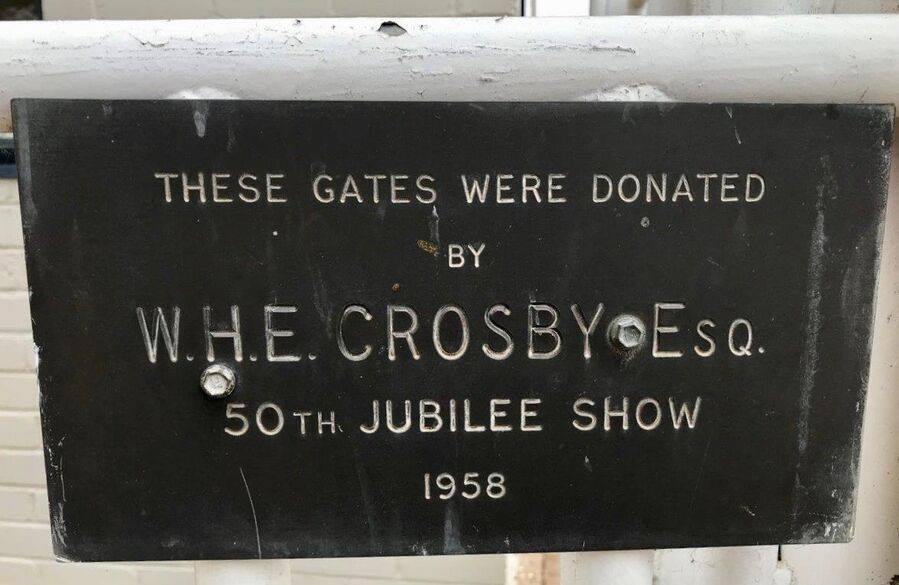 THESE GATES WERE DONATED
BY
W.H.E. CROSBY ESQ.
50TH JUBILEE SHOW
1958